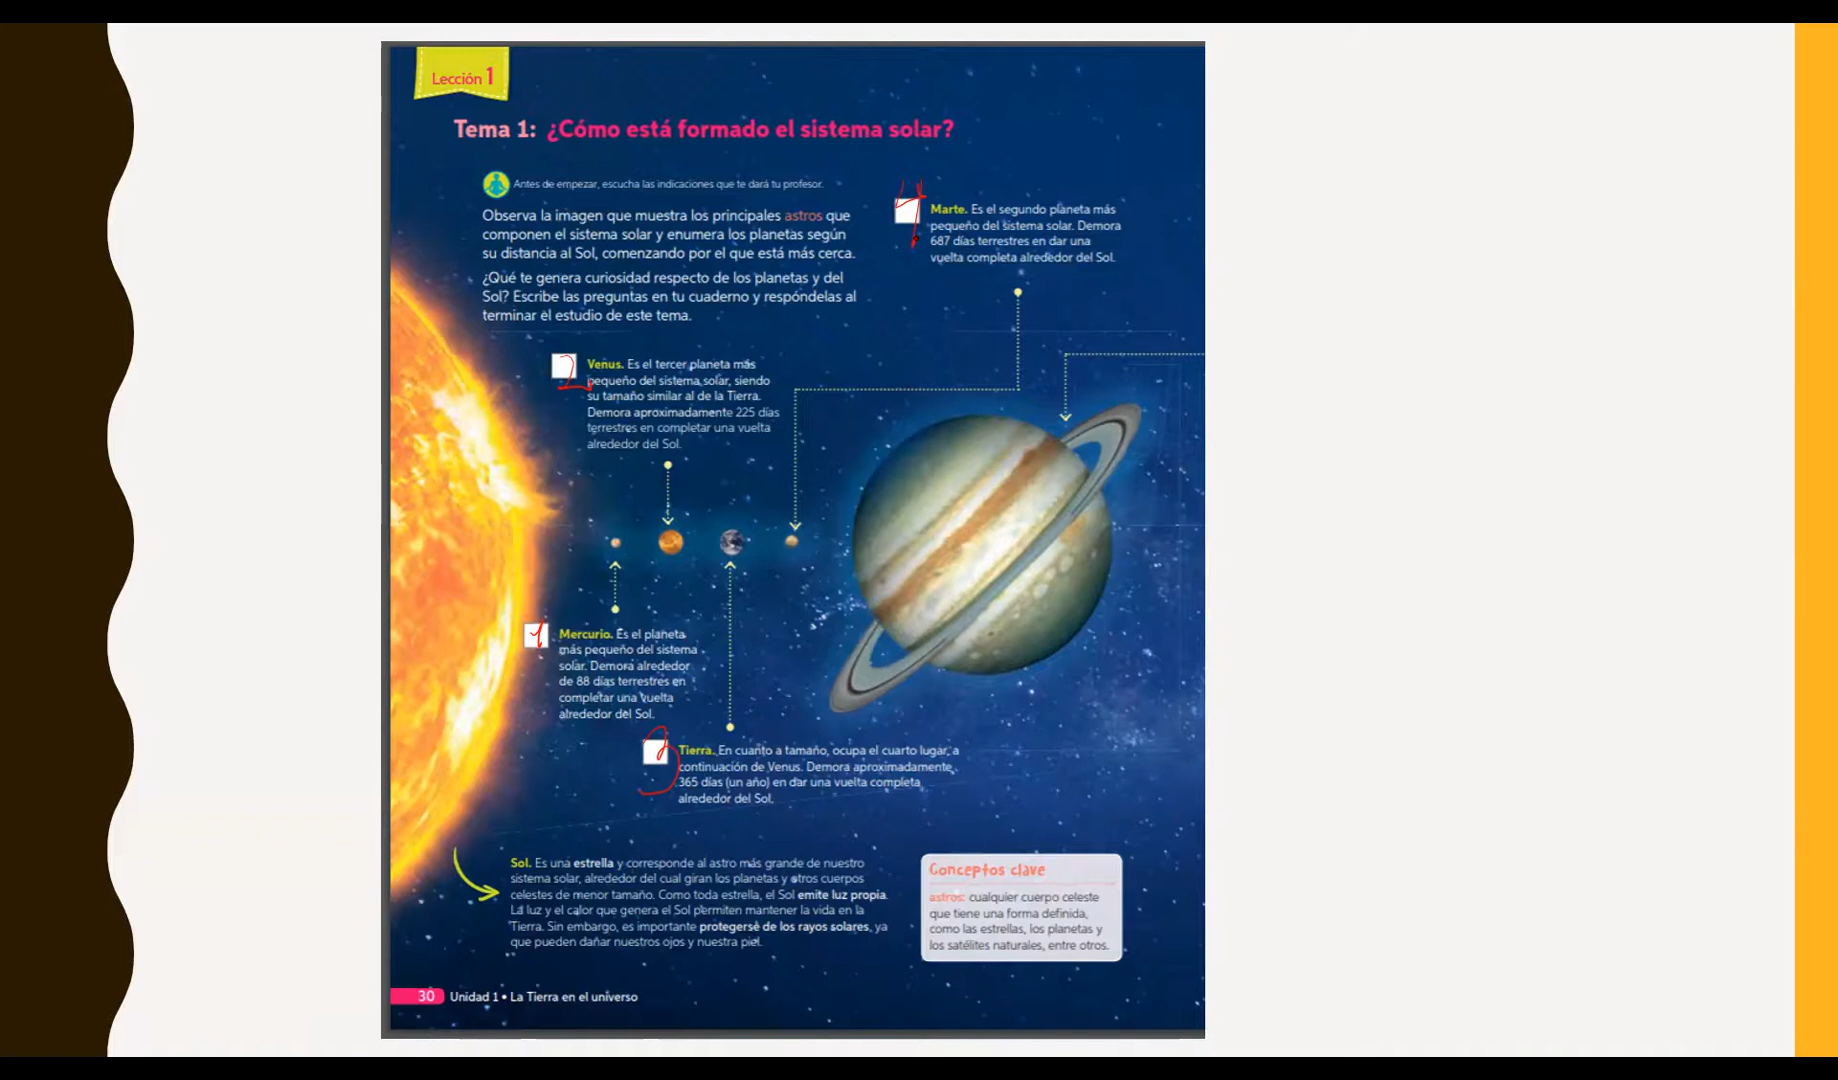 Lección 1
Tema 1: ¿Cómo está formado el sistema solar?
Antes de empezar, escucha las indicaciones que te dará tu profesor.
Observa la imagen que muestra los principales astros que
componen el sistema solar y enumera los planetas según
su distancia al Sol, comenzando por el que está más cerca.
¿Qué te genera curiosidad respecto de los planetas y del
Sol? Escribe las preguntas en tu cuaderno y respóndelas al
terminar el estudio de este tema.
4
Marte. Es el segundo planeta más
pequeño del sistema solar. Demora
687 días terrestres en dar una
vuelta completa alrededor del Sol.
2
Venus. Es el tercer planeta más
pequeño del sistema solar, siendo
su tamaño similar al de la Tierra.
Demora aproximadamente 225 días
terrestres en completar una vuelta
alrededor del Sol.
1
Mercurio. Es el planeta
más pequeño del sistema
solar. Demora alrededor
de 88 días terrestres en
completar una vuelta
alrededor del Sol.
3
Tierra. En cuanto a tamaño, ocupa el cuarto lugar, a
continuación de Venus. Demora aproximadamente
365 días (un año) en dar una vuelta completa
alrededor del Sol.
Sol. Es una estrella y corresponde al astro más grande de nuestro
sistema solar, alrededor del cual giran los planetas y otros cuerpos
celestes de menor tamaño. Como toda estrella, el Sol emite luz propia.
La luz y el calor que genera el Sol permiten mantener la vida en la
Tierra. Sin embargo, es importante protegerse de los rayos solares, ya
que pueden dañar nuestros ojos y nuestra piel.
Conceptos clave
astros: cualquier cuerpo celeste
que tiene una forma definida,
como las estrellas, los planetas y
los satélites naturales, entre otros.
30 Unidad 1 • La Tierra en el universo